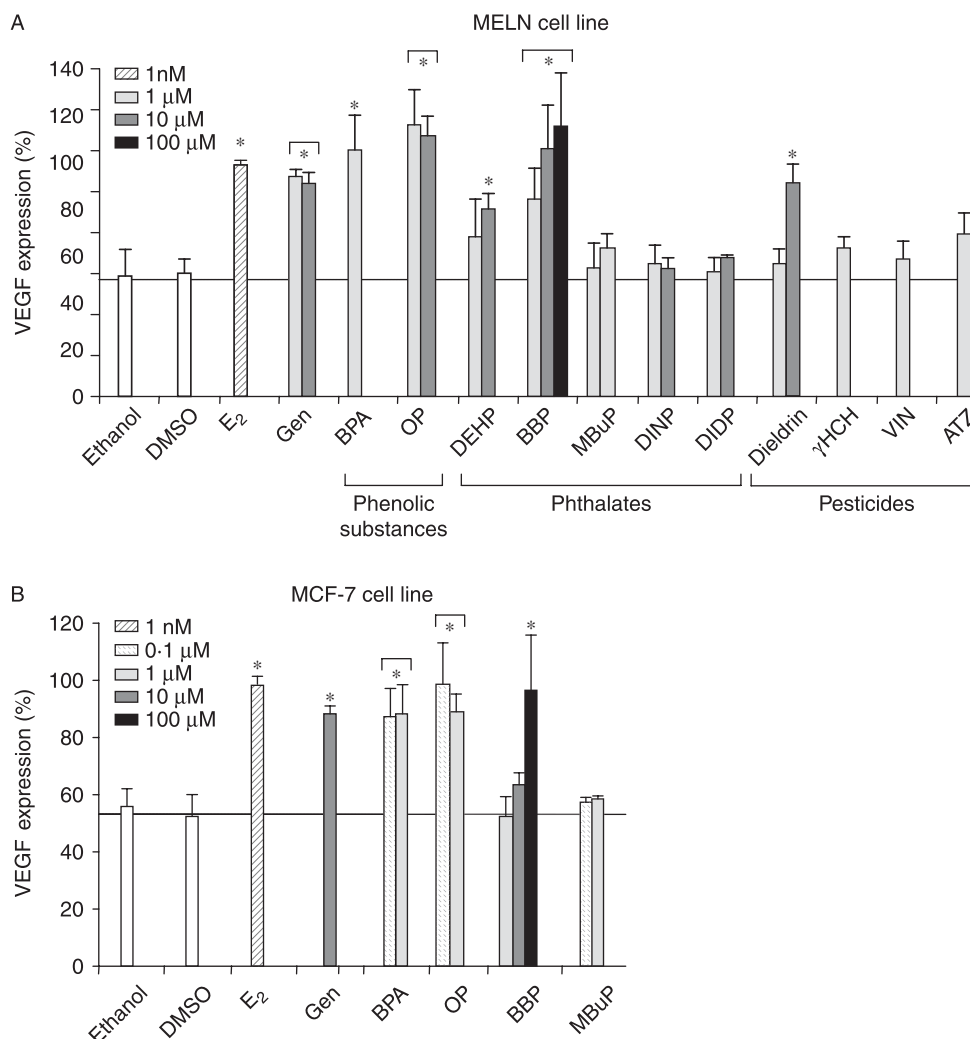 A
MELN cell line
VEGF expression (%)
140
120
100
80
60
40
20
0
1nM
1 μM
10 μM
100 μM
*
*
*
*
*
*
*
Ethanol
DMSO
E2
Gen
BPA
OP
DEHP
BBP
MBuP
DINP
DIDP
Dieldrin
γHCH
VIN
ATZ
Phenolic
substances
Phthalates
Pesticides
B
MCF-7 cell line
VEGF expression (%)
120
100
80
60
40
20
0
1 nM
0·1 μM
1 μM
10 μM
100 μM
*
*
*
*
*
Ethanol
DMSO
E2
Gen
BPA
OP
BBP
MBuP